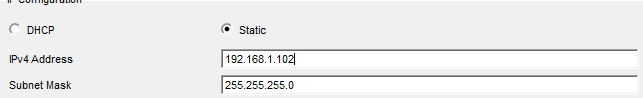 DHCP Static
IPv4 Address 192.168.1.102
Subnet Mask 255.255.255.0